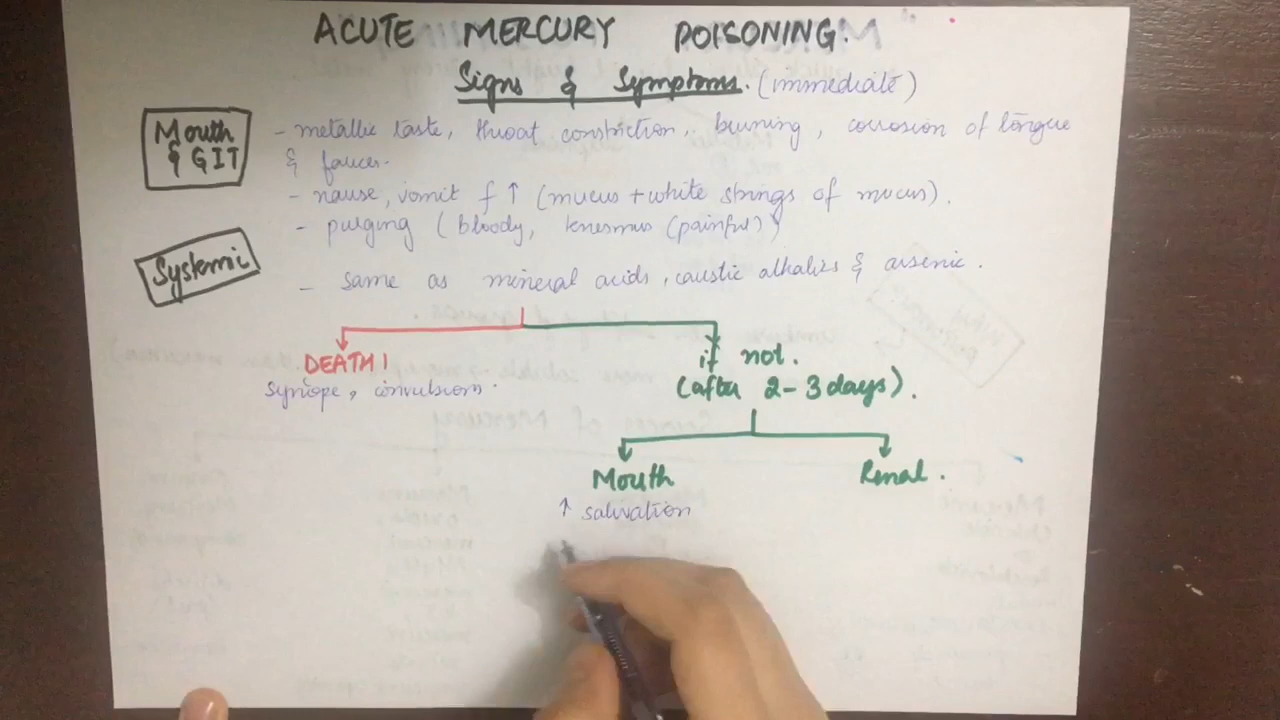 ACUTE MERCURY POISONING.
Signs & Symptoms. (immediate)
Mouth
& GIT
- metallic taste, throat constriction, burning, corrosion of tongue
& fauces.
- nause, vomit f ↑ (mucus + white strings of mucus).
- purging (bloody, (painful))
Systemic
- same as mineral acids, caustic alkalis & arsenic.
DEATH!
syncope, convulsions.
if not.
(after 2-3 days).
Mouth
Renal.
↑ salivation